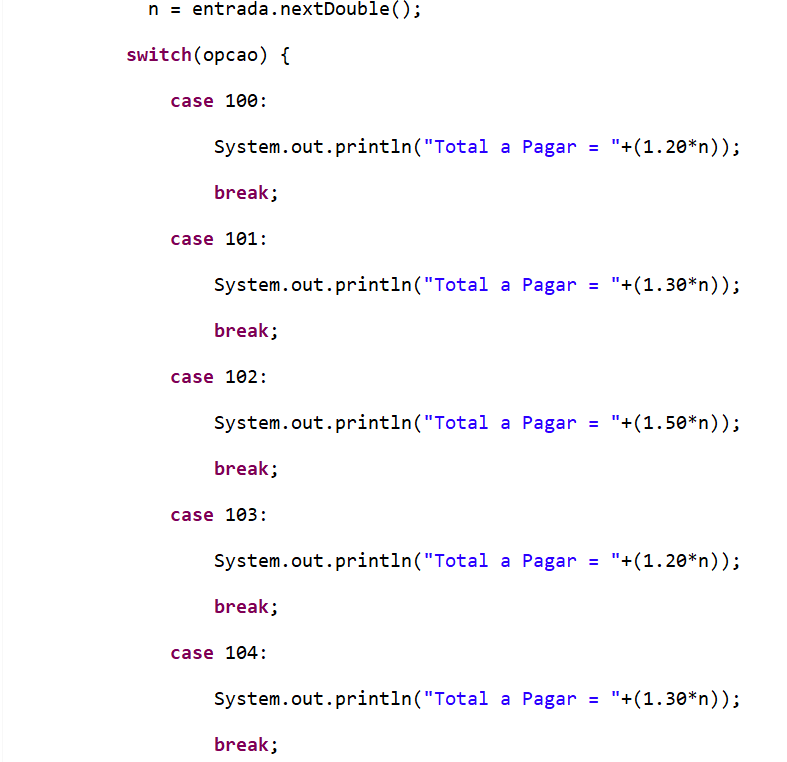 n = entrada.nextDouble();
switch(opcao) {
case 100:
System.out.println("Total a Pagar = "+(1.20*n));
break;
case 101:
System.out.println("Total a Pagar = "+(1.30*n));
break;
case 102:
System.out.println("Total a Pagar = "+(1.50*n));
break;
case 103:
System.out.println("Total a Pagar = "+(1.20*n));
break;
case 104:
System.out.println("Total a Pagar = "+(1.30*n));
break;